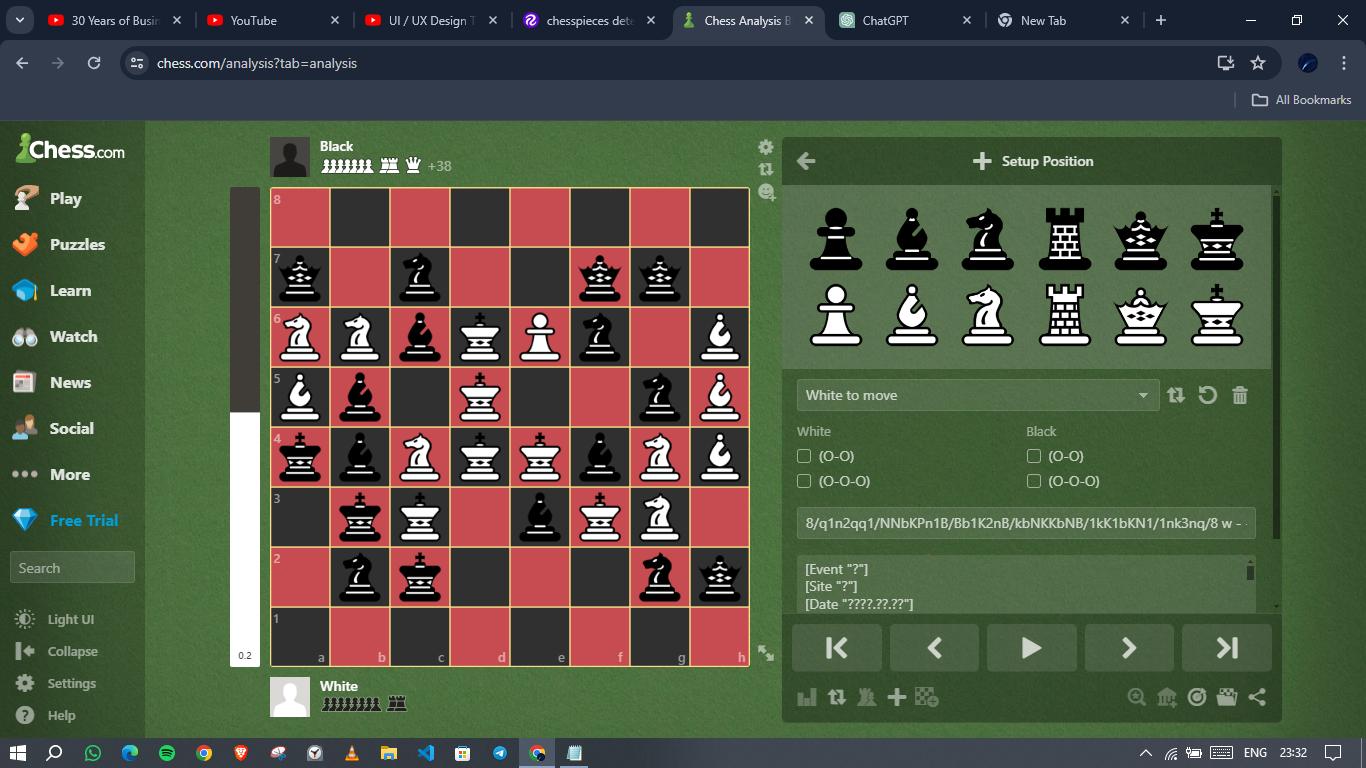 30 Years of Busin
YouTube
UI / UX Design T
chesspieces dete
Chess Analysis B
ChatGPT
New Tab
chess.com/analysis?tab=analysis
All Bookmarks
Chess.com
Play
Puzzles
Learn
Watch
News
Social
More
Free Trial
Search
Light UI
Collapse
Settings
Help
Black
+38
0.2
8
7
6
5
4
3
2
1
a b c d e f g h
White
Setup Position
White to move
White Black
(O-O) (O-O)
(O-O-O) (O-O-O)
8/q1n2qq1/NNbKPn1B/Bb1K2nB/kbNKKbNB/1kK1bKN1/1nk3nq/8 w - -
[Event "?"]
[Site "?"]
[Date "????.??.??"]
ENG 23:32